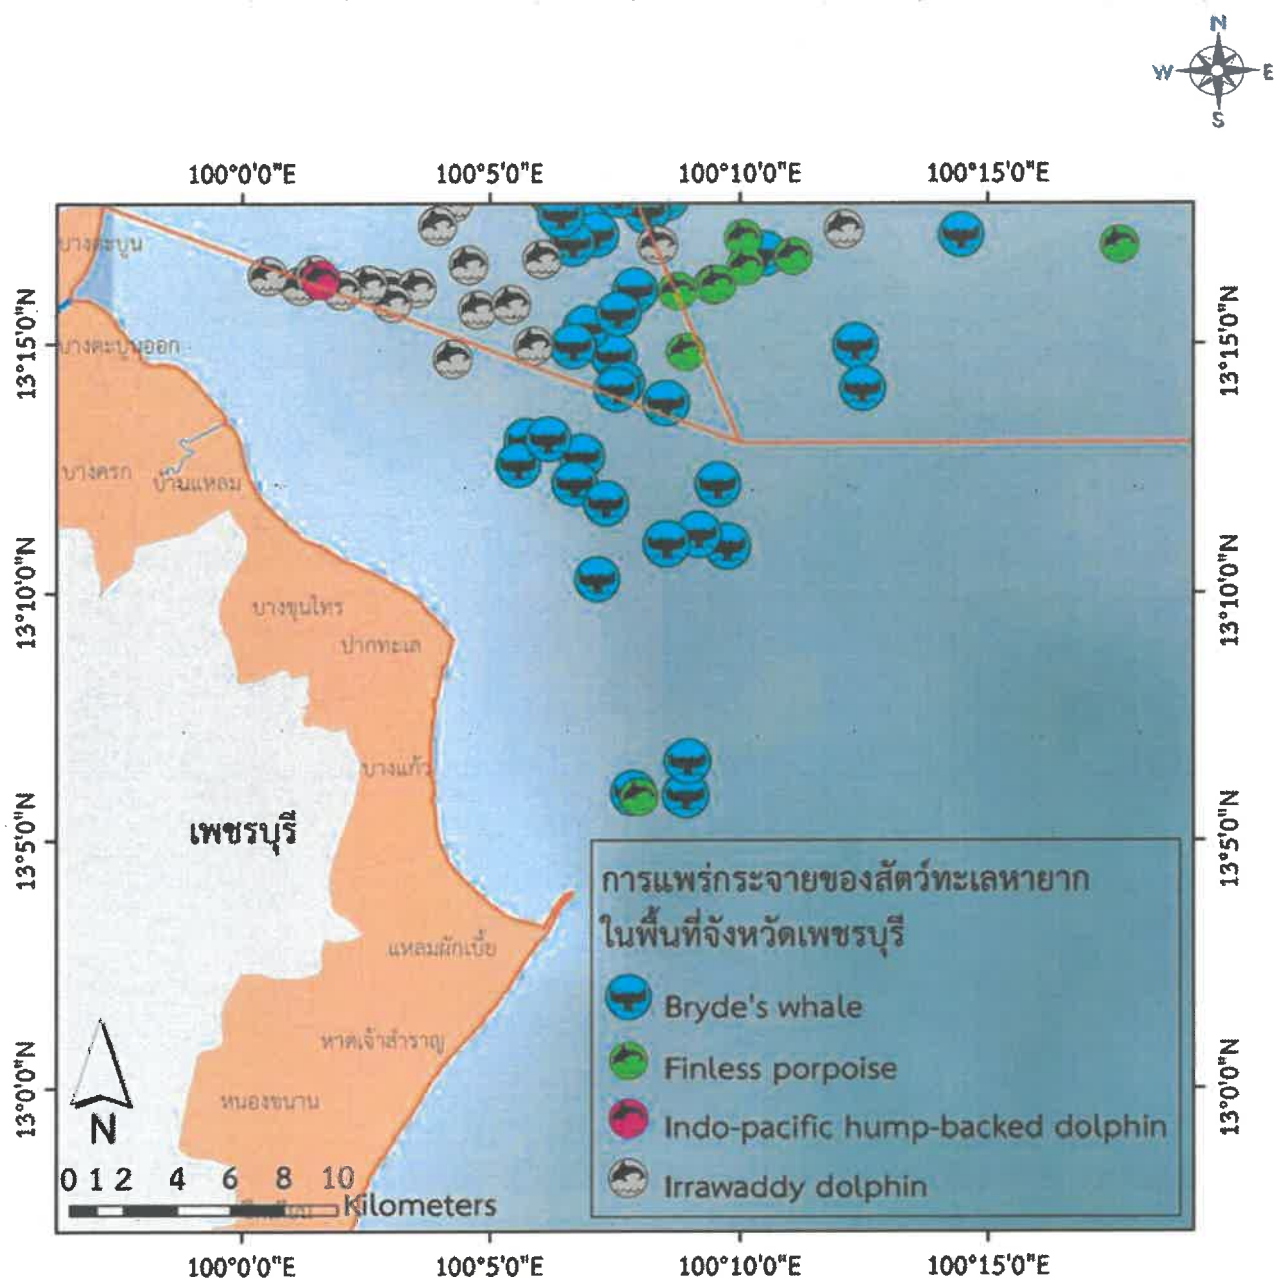 N
W E
S
100°0'0"E 100°5'0"E 100°10'0"E 100°15'0"E
บางตะบูน
13°15'0"N 13°15'0"N
บางตะบูนออก
บางครก บ้านแหลม
13°10'0"N 13°10'0"N
บางขุนไทร
ปากทะเล
บางแก้ว
เพชรบุรี
13°5'0"N 13°5'0"N
การแพร่กระจายของสัตว์ทะเลหายาก
ในพื้นที่จังหวัดเพชรบุรี
แหลมผักเบี้ย
Bryde's whale
หาดเจ้าสำราญ
Finless porpoise
13°0'0"N 13°0'0"N
หนองขนาน
Indo-pacific hump-backed dolphin
N
0 1 2 4 6 8 10
Irrawaddy dolphin
Kilometers
100°0'0"E 100°5'0"E 100°10'0"E 100°15'0"E